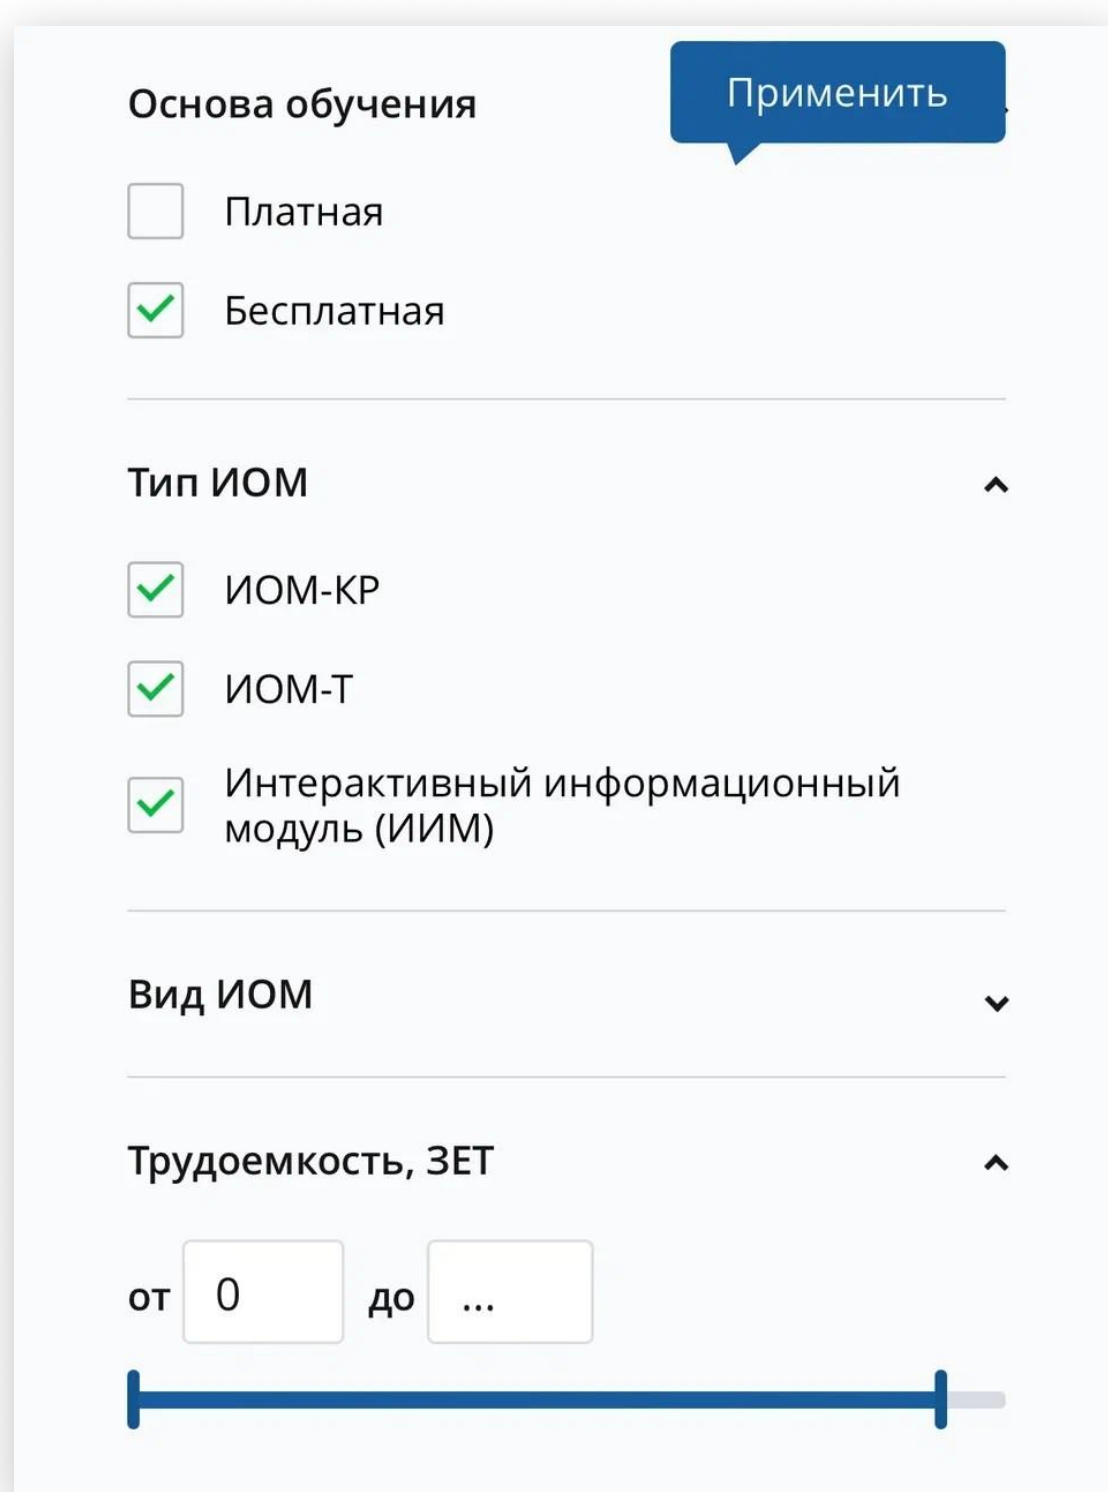 Основа обучения
Применить
Платная
Бесплатная
Тип ИОМ
ИОМ-КР
ИОМ-Т
Интерактивный информационный
модуль (ИИМ)
Вид ИОМ
Трудоемкость, ЗЕТ
от 0 до ...